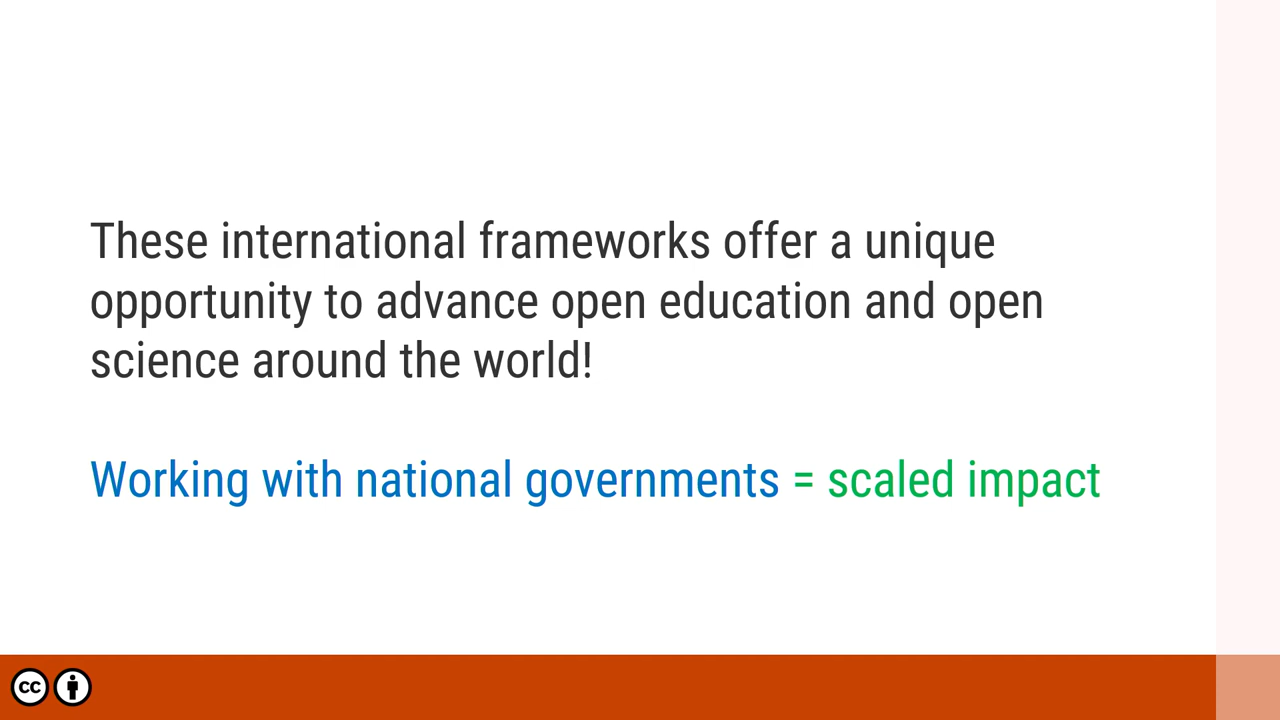 These international frameworks offer a unique
opportunity to advance open education and open
science around the world!
Working with national governments = scaled impact
cc